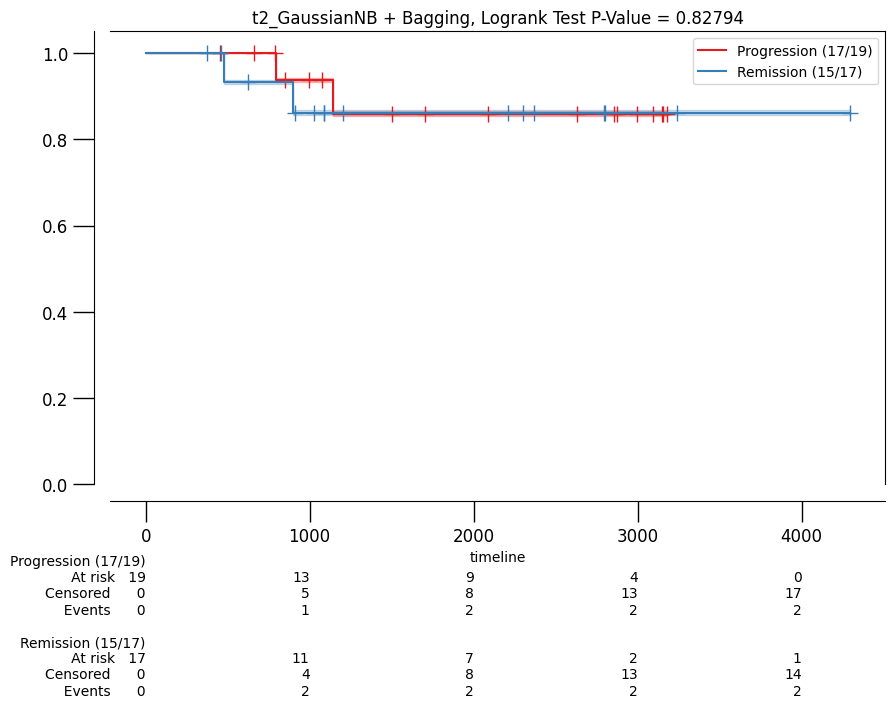 t2_GaussianNB + Bagging, Logrank Test P-Value = 0.82794
Progression (17/19)
Remission (15/17)
1.0
0.8
0.6
0.4
0.2
0.0
0 1000 2000 3000 4000
timeline
Progression (17/19)
At risk 19 13 9 4 0
Censored 0 5 8 13 17
Events 0 1 2 2 2
Remission (15/17)
At risk 17 11 7 2 1
Censored 0 4 8 13 14
Events 0 2 2 2 2